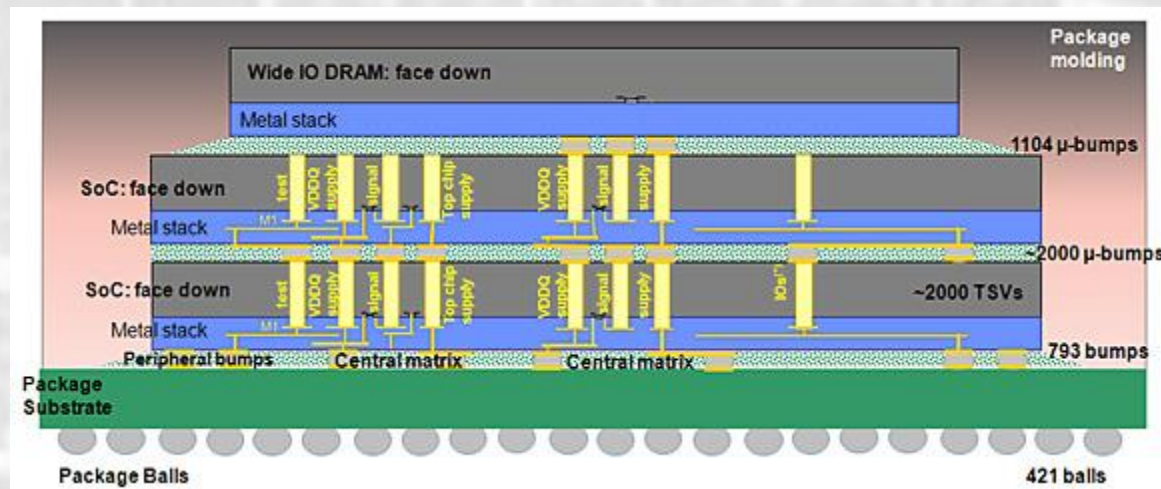 Package
molding
Wide IO DRAM: face down
Metal stack
1104 µ-bumps
SoC: face down
test
VDDQ
supply
signal
Top chip
supply
VDDQ
supply
signal
supply
M1
Metal stack
~2000 µ-bumps
SoC: face down
test
VDDQ
supply
signal
Top chip
supply
VDDQ
supply
signal
supply
IOs(*)
~2000 TSVs
M1
Metal stack
793 bumps
Peripheral bumps
Central matrix
Central matrix
Package
Substrate
Package Balls
421 balls